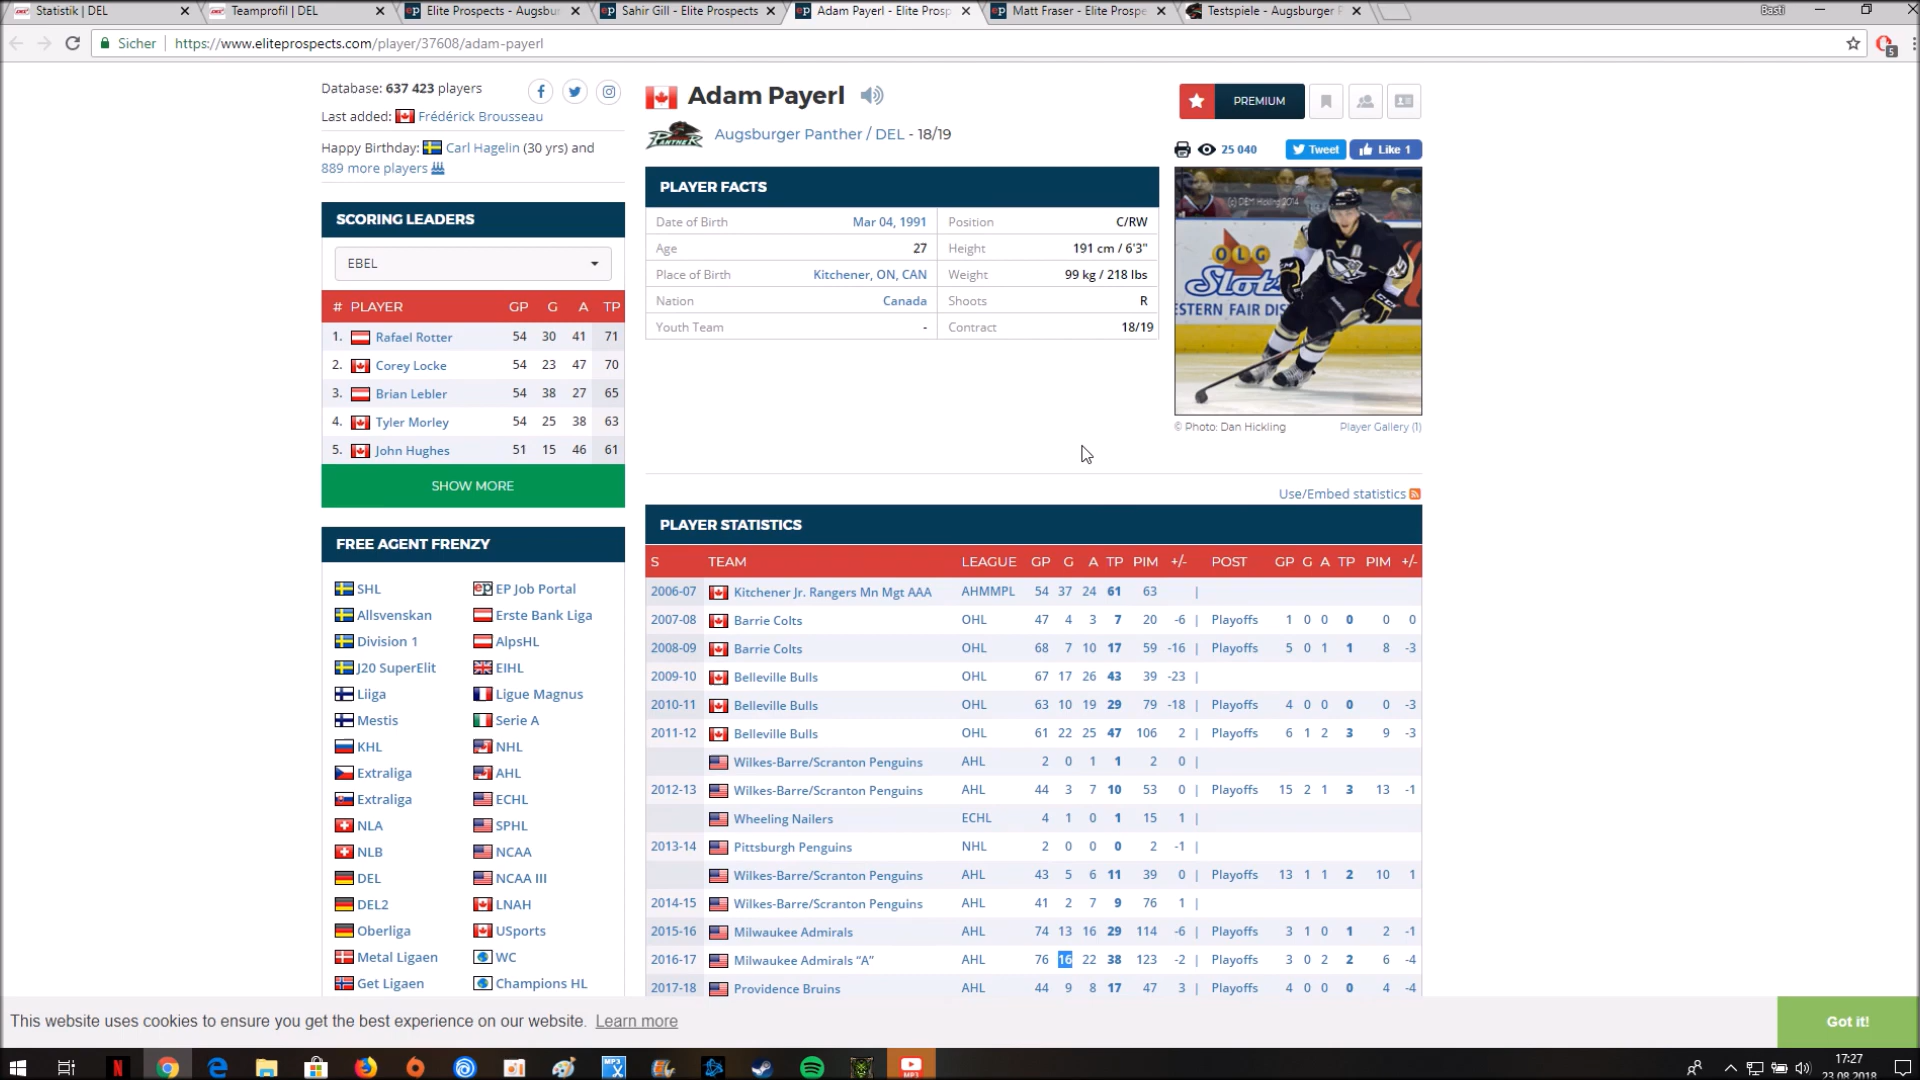 Statistik | DEL
Teamprofil | DEL
Elite Prospects - Augsbur
Sahir Gill - Elite Prospects
Adam Payerl - Elite Prosp
Matt Fraser - Elite Prospe
Testspiele - Augsburger P
Basti
Sicher https://www.eliteprospects.com/player/37608/adam-payerl
5
Database: 637 423 players
Last added: Frédérick Brousseau
Happy Birthday: Carl Hagelin (30 yrs) and
889 more players
SCORING LEADERS
EBEL
# PLAYER GP G A TP
1. Rafael Rotter 54 30 41 71
2. Corey Locke 54 23 47 70
3. Brian Lebler 54 38 27 65
4. Tyler Morley 54 25 38 63
5. John Hughes 51 15 46 61
SHOW MORE
FREE AGENT FRENZY
SHL EP Job Portal
Allsvenskan Erste Bank Liga
Division 1 AlpsHL
J20 SuperElit EIHL
Liiga Ligue Magnus
Mestis Serie A
KHL NHL
Extraliga AHL
Extraliga ECHL
NLA SPHL
NLB NCAA
DEL NCAA III
DEL2 LNAH
Oberliga USports
Metal Ligaen WC
Get Ligaen Champions HL
Adam Payerl
PANTHER
Augsburger Panther / DEL - 18/19
PREMIUM
25 040
Tweet
Like 1
PLAYER FACTS
Date of Birth Mar 04, 1991 Position C/RW
Age 27 Height 191 cm / 6'3"
Place of Birth Kitchener, ON, CAN Weight 99 kg / 218 lbs
Nation Canada Shoots R
Youth Team - Contract 18/19
(c) Dan Hickling 2014
OLG
Slots
ESTERN FAIR DIS
© Photo: Dan Hickling Player Gallery (1)
Use/Embed statistics
PLAYER STATISTICS
S TEAM LEAGUE GP G A TP PIM +/- POST GP G A TP PIM +/-
2006-07 Kitchener Jr. Rangers Mn Mgt AAA AHMMPL 54 37 24 61 63 |
2007-08 Barrie Colts OHL 47 4 3 7 20 -6 | Playoffs 1 0 0 0 0 0
2008-09 Barrie Colts OHL 68 7 10 17 59 -16 | Playoffs 5 0 1 1 8 -3
2009-10 Belleville Bulls OHL 67 17 26 43 39 -23 |
2010-11 Belleville Bulls OHL 63 10 19 29 79 -18 | Playoffs 4 0 0 0 0 -3
2011-12 Belleville Bulls OHL 61 22 25 47 106 2 | Playoffs 6 1 2 3 9 -3
Wilkes-Barre/Scranton Penguins AHL 2 0 1 1 2 0 |
2012-13 Wilkes-Barre/Scranton Penguins AHL 44 3 7 10 53 0 | Playoffs 15 2 1 3 13 -1
Wheeling Nailers ECHL 4 1 0 1 15 1 |
2013-14 Pittsburgh Penguins NHL 2 0 0 0 2 -1 |
Wilkes-Barre/Scranton Penguins AHL 43 5 6 11 39 0 | Playoffs 13 1 1 2 10 1
2014-15 Wilkes-Barre/Scranton Penguins AHL 41 2 7 9 76 1 |
2015-16 Milwaukee Admirals AHL 74 13 16 29 114 -6 | Playoffs 3 1 0 1 2 -1
2016-17 Milwaukee Admirals “A” AHL 76 16 22 38 123 -2 | Playoffs 3 0 2 2 6 -4
2017-18 Providence Bruins AHL 44 9 8 17 47 3 | Playoffs 4 0 0 0 4 -4
This website uses cookies to ensure you get the best experience on our website. Learn more
Got it!
17:27
23.08.2018